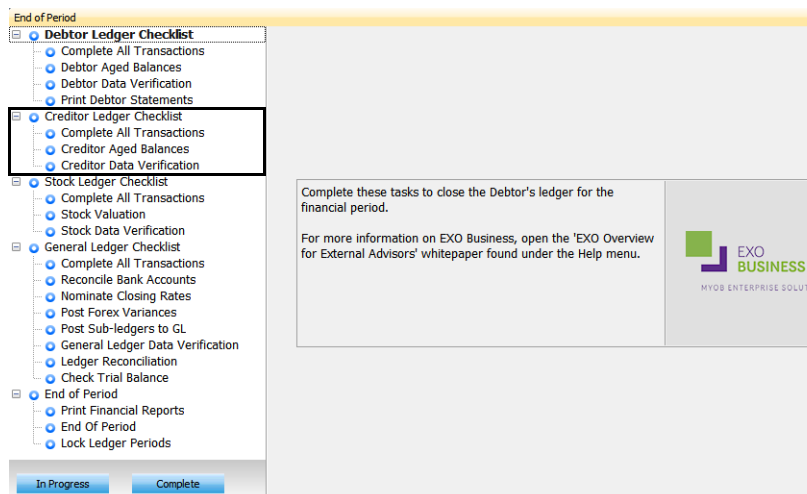 End of Period
Debtor Ledger Checklist
Complete All Transactions
Debtor Aged Balances
Debtor Data Verification
Print Debtor Statements
Creditor Ledger Checklist
Complete All Transactions
Creditor Aged Balances
Creditor Data Verification
Stock Ledger Checklist
Complete All Transactions
Stock Valuation
Stock Data Verification
General Ledger Checklist
Complete All Transactions
Reconcile Bank Accounts
Nominate Closing Rates
Post Forex Variances
Post Sub-ledgers to GL
General Ledger Data Verification
Ledger Reconciliation
Check Trial Balance
End of Period
Print Financial Reports
End Of Period
Lock Ledger Periods
In Progress
Complete
Complete these tasks to close the Debtor's ledger for the
financial period.
For more information on EXO Business, open the 'EXO Overview
for External Advisors' whitepaper found under the Help menu.
EXO
BUSINESS
MYOB ENTERPRISE SOLUT